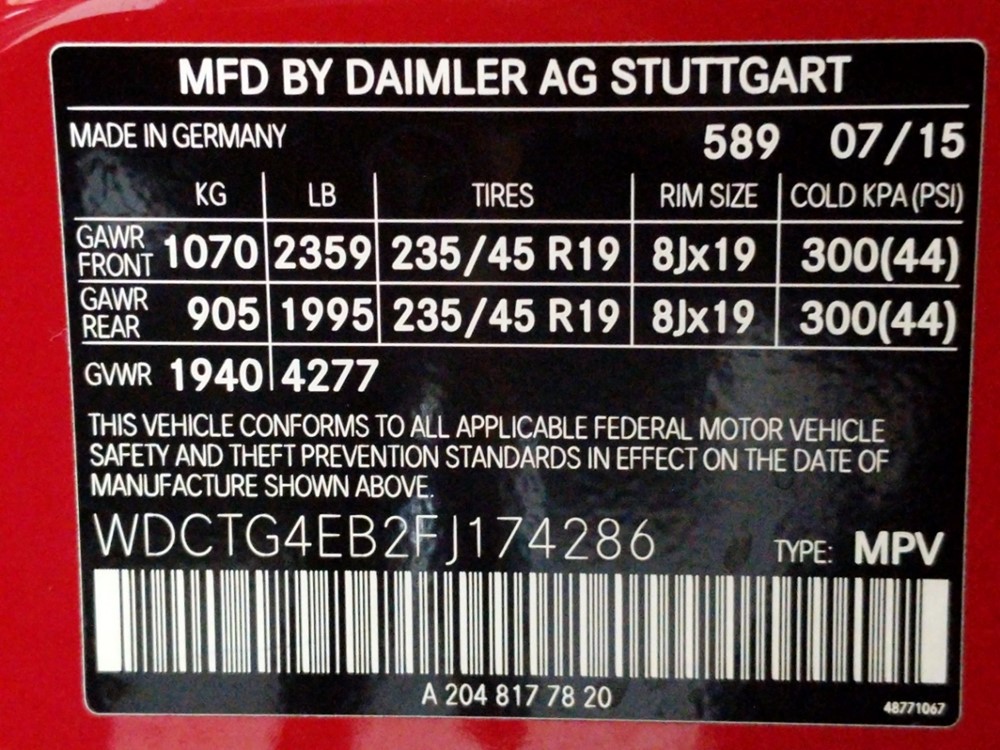 MFD BY DAIMLER AG STUTTGART
MADE IN GERMANY 589 07/15
KG LB TIRES RIM SIZE COLD KPA (PSI)
GAWR FRONT 1070 2359 235/45 R19 8Jx19 300(44)
GAWR REAR 905 1995 235/45 R19 8Jx19 300(44)
GVWR 1940 4277
THIS VEHICLE CONFORMS TO ALL APPLICABLE FEDERAL MOTOR VEHICLE
SAFETY AND THEFT PREVENTION STANDARDS IN EFFECT ON THE DATE OF
MANUFACTURE SHOWN ABOVE.
WDCTG4EB2FJ174286 TYPE: MPV
A 204 817 78 20
48771067